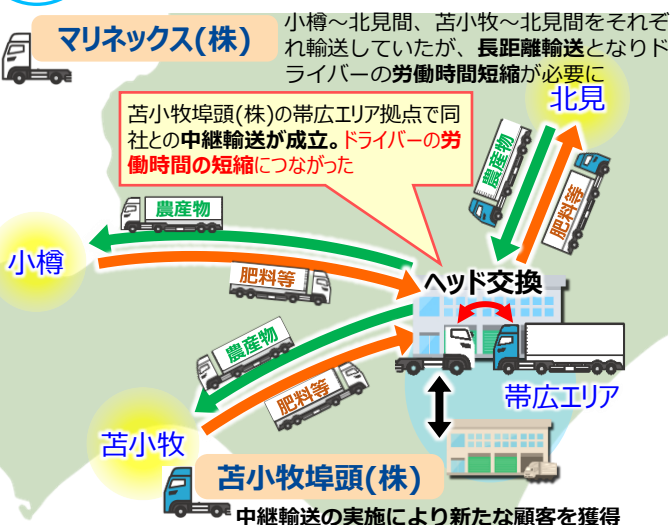 マリネックス(株)
小樽～北見間、苫小牧～北見間をそれぞ
れ輸送していたが、長距離輸送となりド
ライバーの労働時間短縮が必要に
北見
苫小牧埠頭(株)の帯広エリア拠点で同
社との中継輸送が成立。ドライバーの労
働時間の短縮につながった
農産物
肥料等
農産物
小樽
肥料等
ヘッド交換
農産物
肥料等
帯広エリア
苫小牧
苫小牧埠頭(株)
中継輸送の実施により新たな顧客を獲得